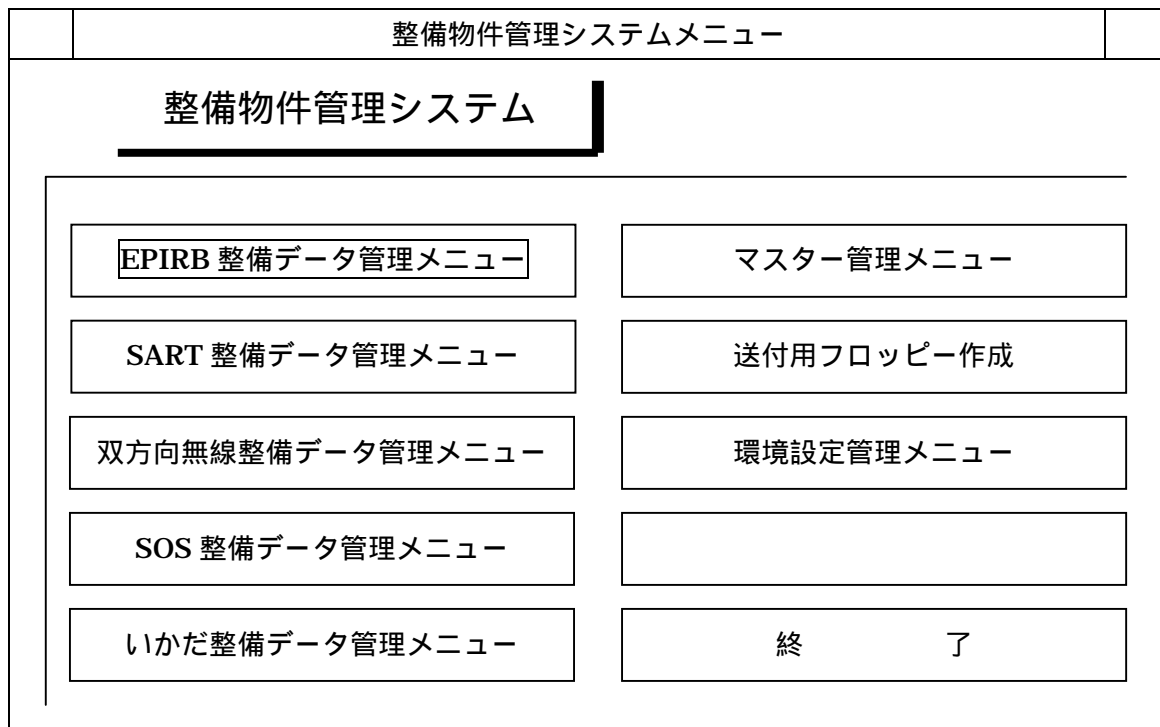 整備物件管理システムメニュー
整備物件管理システム
EPIRB 整備データ管理メニュー
マスター管理メニュー
SART 整備データ管理メニュー
送付用フロッピー作成
双方向無線整備データ管理メニュー
環境設定管理メニュー
SOS 整備データ管理メニュー
いかだ整備データ管理メニュー
終 了